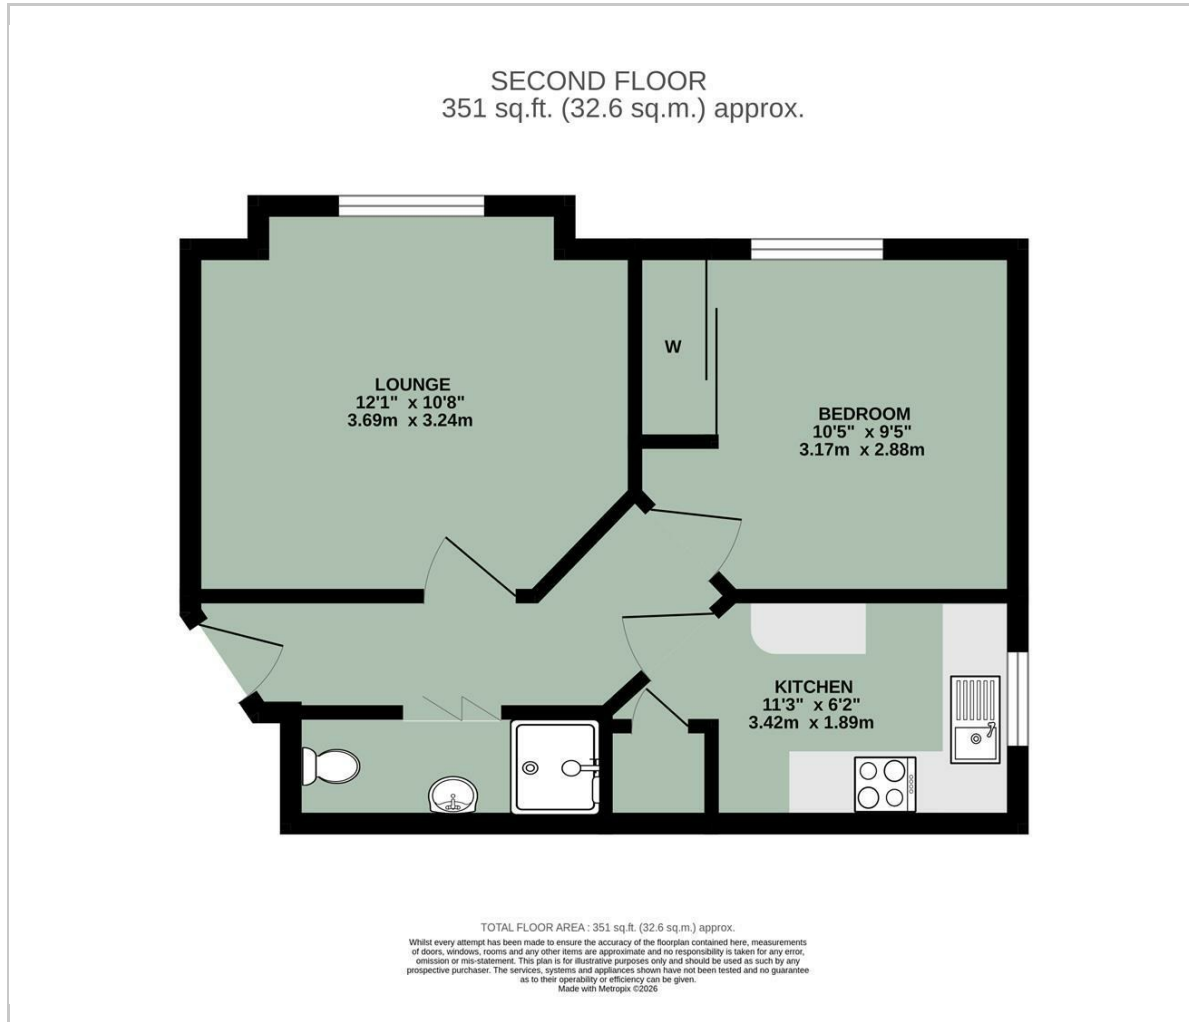 SECOND FLOOR
351 sq.ft. (32.6 sq.m.) approx.
LOUNGE
12'1" x 10'8"
3.69m x 3.24m
W
BEDROOM
10'5" x 9'5"
3.17m x 2.88m
KITCHEN
11'3" x 6'2"
3.42m x 1.89m
TOTAL FLOOR AREA : 351 sq.ft. (32.6 sq.m.) approx.
Whilst every attempt has been made to ensure the accuracy of the floorplan contained here, measurements
of doors, windows, rooms and any other items are approximate and no responsibility is taken for any error,
omission or mis-statement. This plan is for illustrative purposes only and should be used as such by any
prospective purchaser. The services, systems and appliances shown have not been tested and no guarantee
as to their operability or efficiency can be given.
Made with Metropix ©2026